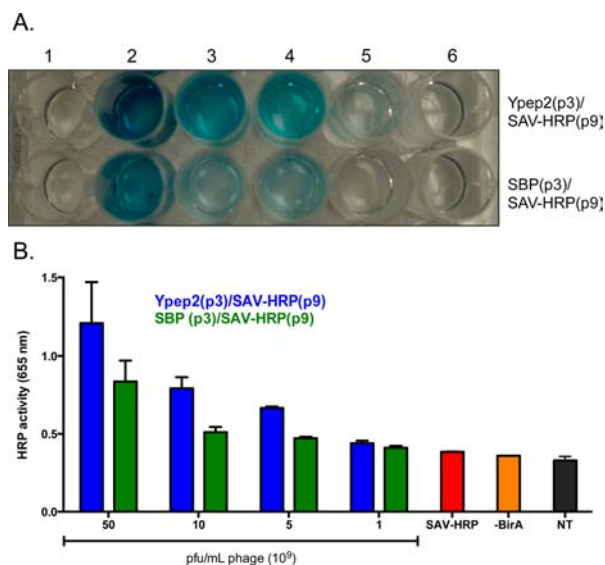 A.
1 2 3 4 5 6
Ypep2(p3)/
SAV-HRP(p9)
SBP(p3)/
SAV-HRP(p9)
B.
Ypep2(p3)/SAV-HRP(p9)
SBP (p3)/SAV-HRP(p9)
HRP activity (655 nm)
1.5
1.0
0.5
0.0
50 10 5 1 SAV-HRP -BirA NT
pfu/mL phage (10⁹)